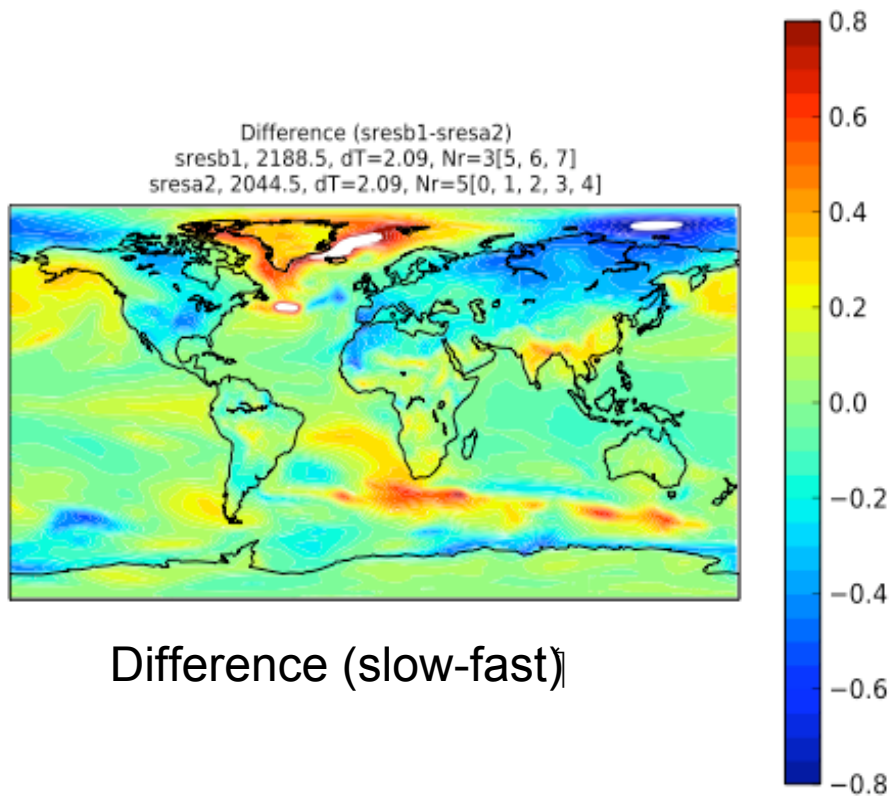 Difference (sresb1-sresa2)
sresb1, 2188.5, dT=2.09, Nr=3[5, 6, 7]
sresa2, 2044.5, dT=2.09, Nr=5[0, 1, 2, 3, 4]
0.8
0.6
0.4
0.2
0.0
−0.2
−0.4
−0.6
−0.8
Difference (slow-fast)